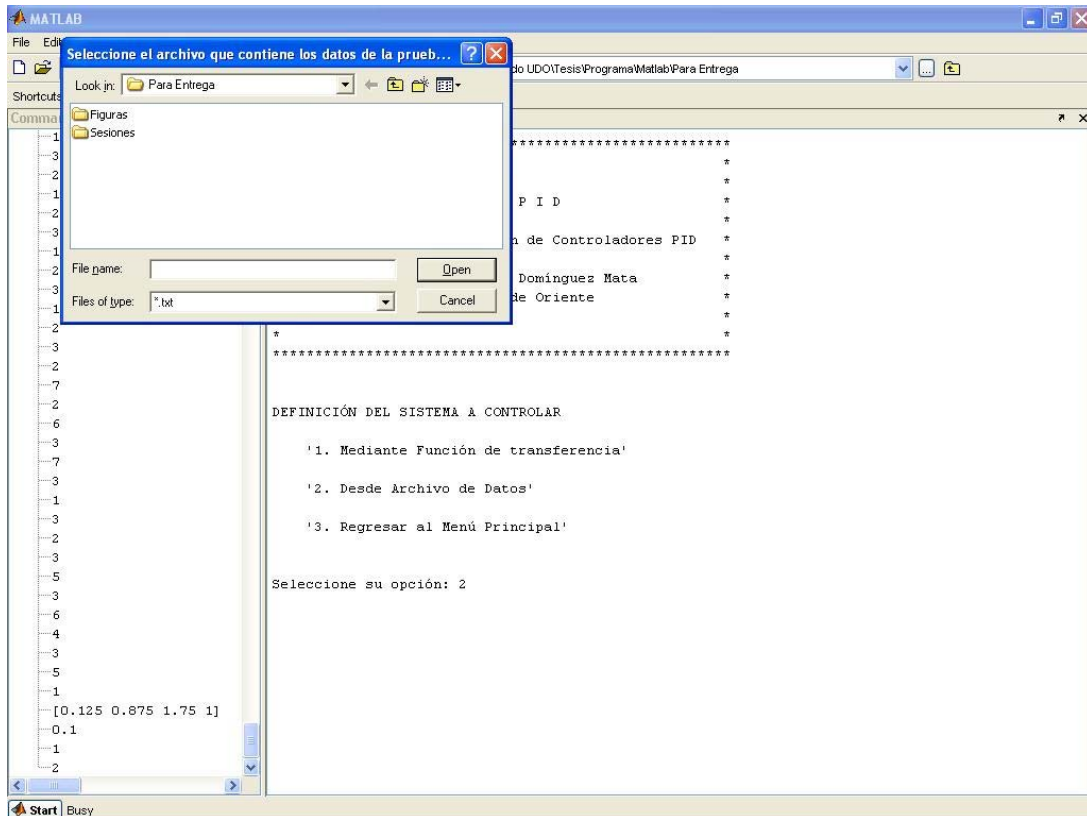 MATLAB
File Edi
Seleccione el archivo que contiene los datos de la prueb...
do UDO\Tesis\Programa\Matlab\Para Entrega
Look in: Para Entrega
Shortcuts
Figuras
Sesiones
Comma
File name:
Open
Files of type: *.txt
Cancel
1
3
2
1
2
3
1
2
3
1
2
3
2
7
2
6
3
7
3
1
3
2
3
5
3
6
4
3
5
1
[0.125 0.875 1.75 1]
0.1
1
2
***************************
*
*
P I D *
*
n de Controladores PID *
*
Domínguez Mata *
de Oriente *
*
* *
*******************************************************
DEFINICIÓN DEL SISTEMA A CONTROLAR
'1. Mediante Función de transferencia'
'2. Desde Archivo de Datos'
'3. Regresar al Menú Principal'
Seleccione su opción: 2
Start Busy